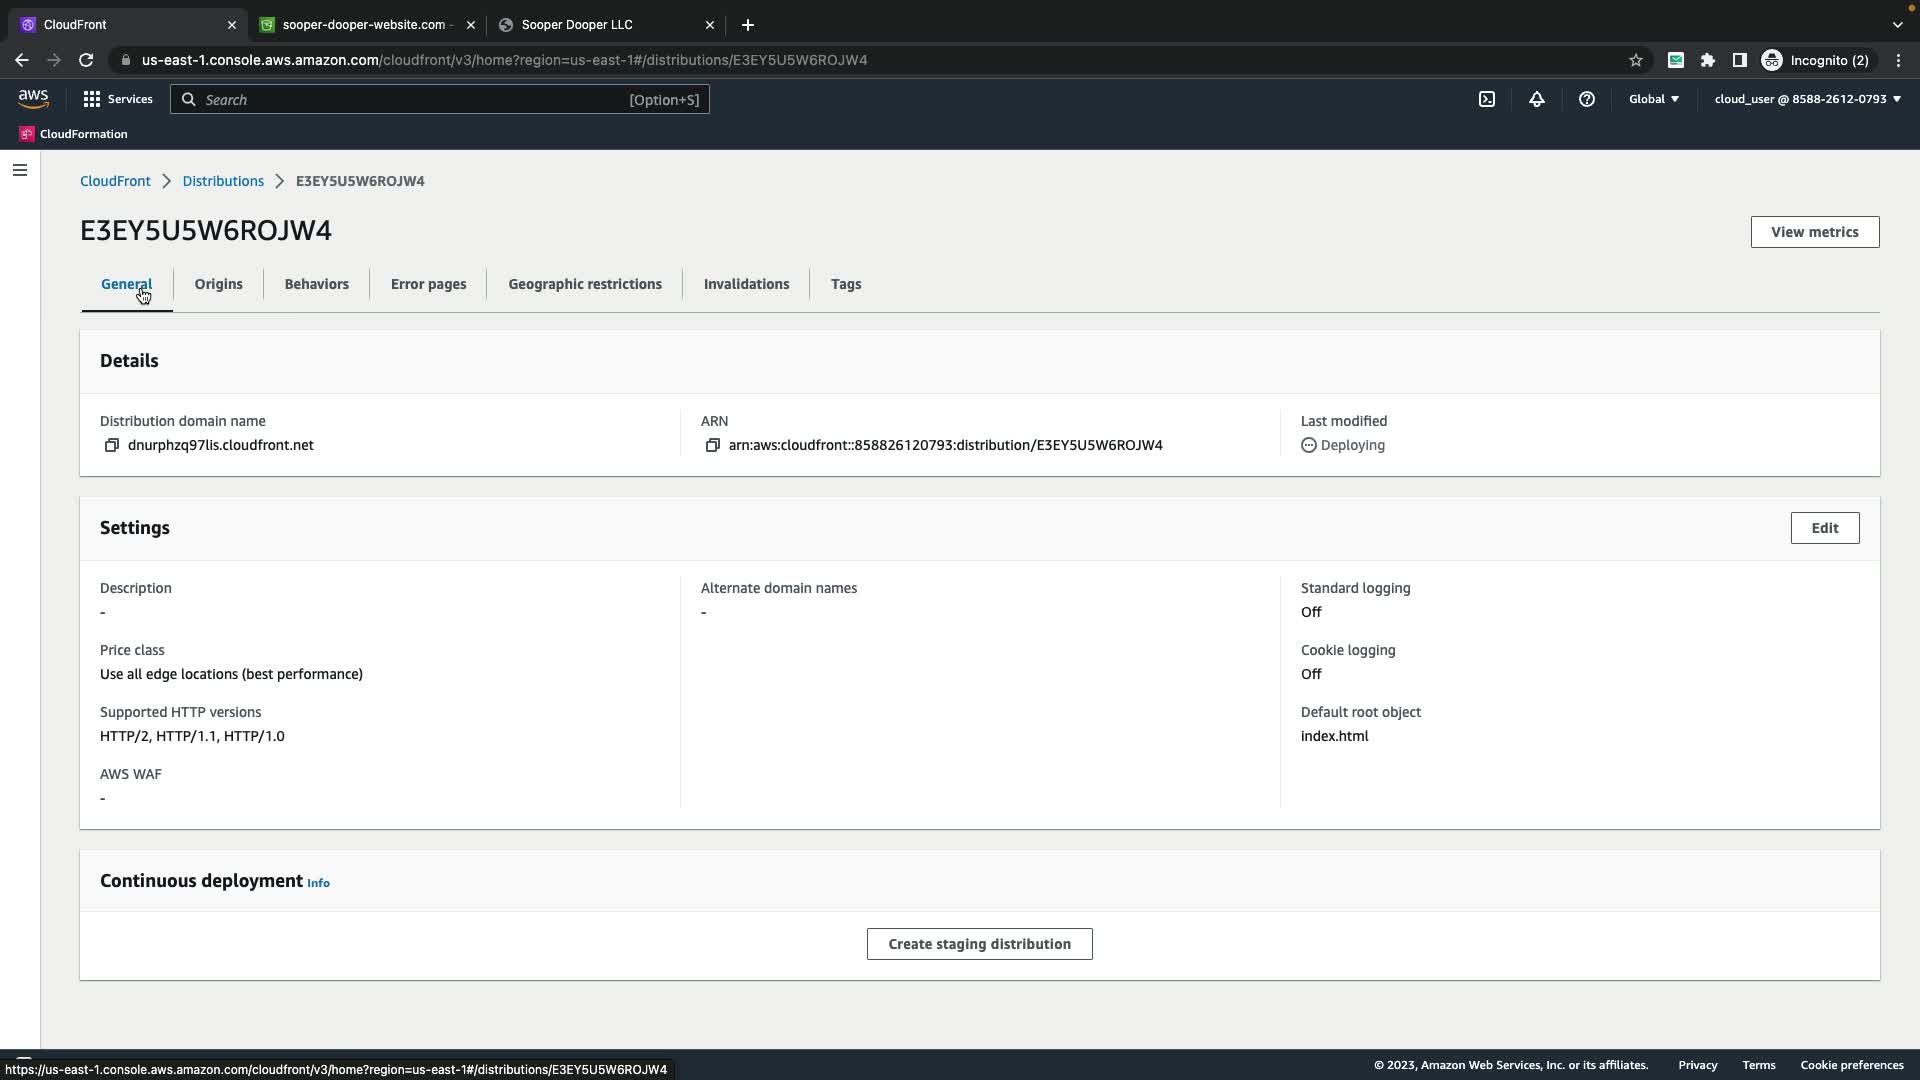 CloudFront
sooper-dooper-website.com -
Sooper Dooper LLC
us-east-1.console.aws.amazon.com/cloudfront/v3/home?region=us-east-1#/distributions/E3EY5U5W6ROJW4
Incognito (2)
aws
Services
Search
[Option+S]
Global
cloud_user @ 8588-2612-0793
CloudFormation
CloudFront > Distributions > E3EY5U5W6ROJW4
E3EY5U5W6ROJW4
View metrics
General
Origins
Behaviors
Error pages
Geographic restrictions
Invalidations
Tags
Details
Distribution domain name
dnurphzq97lis.cloudfront.net
ARN
arn:aws:cloudfront::858826120793:distribution/E3EY5U5W6ROJW4
Last modified
Deploying
Settings
Edit
Description
-
Price class
Use all edge locations (best performance)
Supported HTTP versions
HTTP/2, HTTP/1.1, HTTP/1.0
AWS WAF
-
Alternate domain names
-
Standard logging
Off
Cookie logging
Off
Default root object
index.html
Continuous deployment Info
Create staging distribution
https://us-east-1.console.aws.amazon.com/cloudfront/v3/home?region=us-east-1#/distributions/E3EY5U5W6ROJW4
© 2023, Amazon Web Services, Inc. or its affiliates.
Privacy
Terms
Cookie preferences